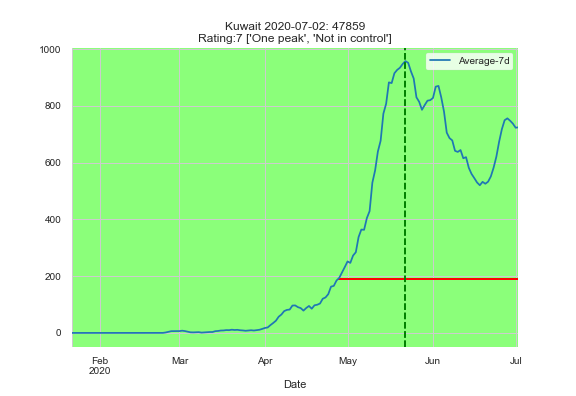 Kuwait 2020-07-02: 47859
Rating:7 ['One peak', 'Not in control']
Average-7d
1000
800
600
400
200
0
Feb
2020
Mar
Apr
May
Jun
Jul
Date